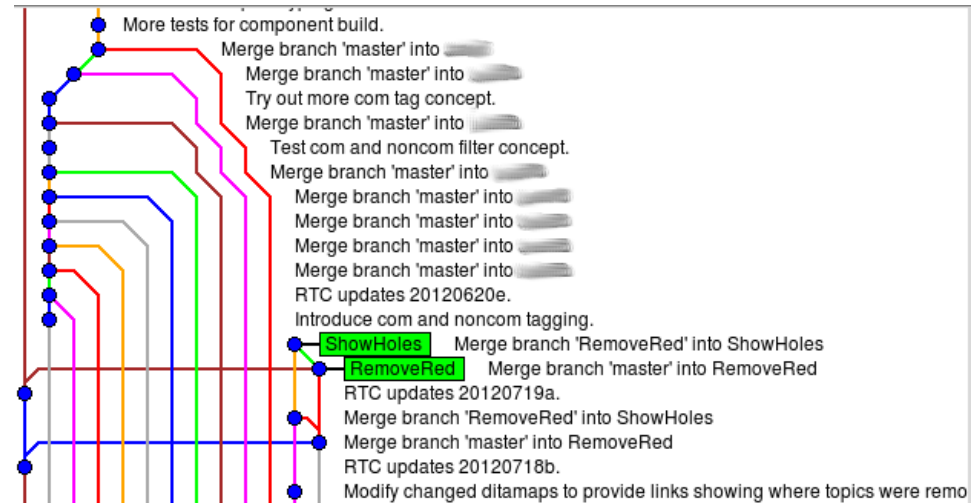 More tests for component build.
Merge branch 'master' into
Merge branch 'master' into
Try out more com tag concept.
Merge branch 'master' into
Test com and noncom filter concept.
Merge branch 'master' into
Merge branch 'master' into
Merge branch 'master' into
Merge branch 'master' into
Merge branch 'master' into
RTC updates 20120620e.
Introduce com and noncom tagging.
ShowHoles Merge branch 'RemoveRed' into ShowHoles
RemoveRed Merge branch 'master' into RemoveRed
RTC updates 20120719a.
Merge branch 'RemoveRed' into ShowHoles
Merge branch 'master' into RemoveRed
RTC updates 20120718b.
Modify changed ditamaps to provide links showing where topics were remo